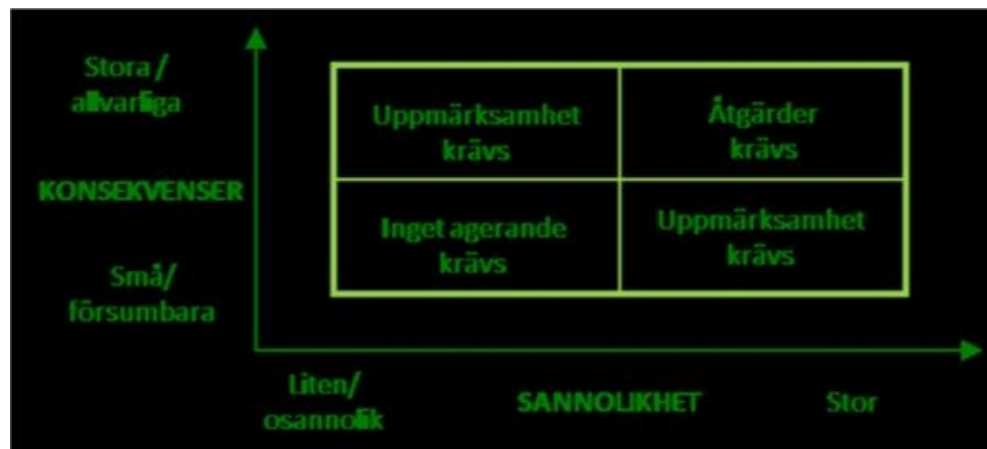 Stora /
allvarliga
Uppmärksamhet
krävs
Åtgärder
krävs
KONSEKVENSER
Inget agerande
krävs
Uppmärksamhet
krävs
Små/
försumbara
Liten/
osannolik
SANNOLIKHET
Stor